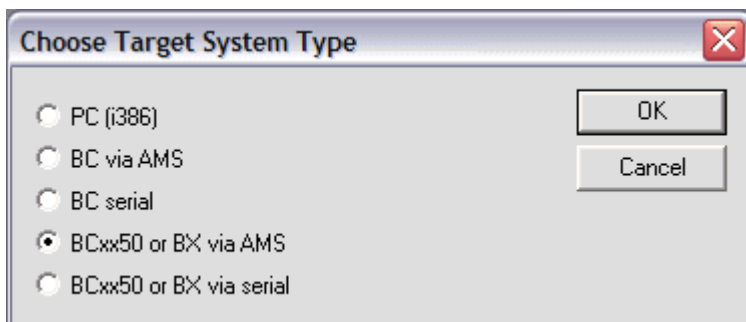 Choose Target System Type
PC (i386)
OK
BC via AMS
Cancel
BC serial
BCxx50 or BX via AMS
BCxx50 or BX via serial